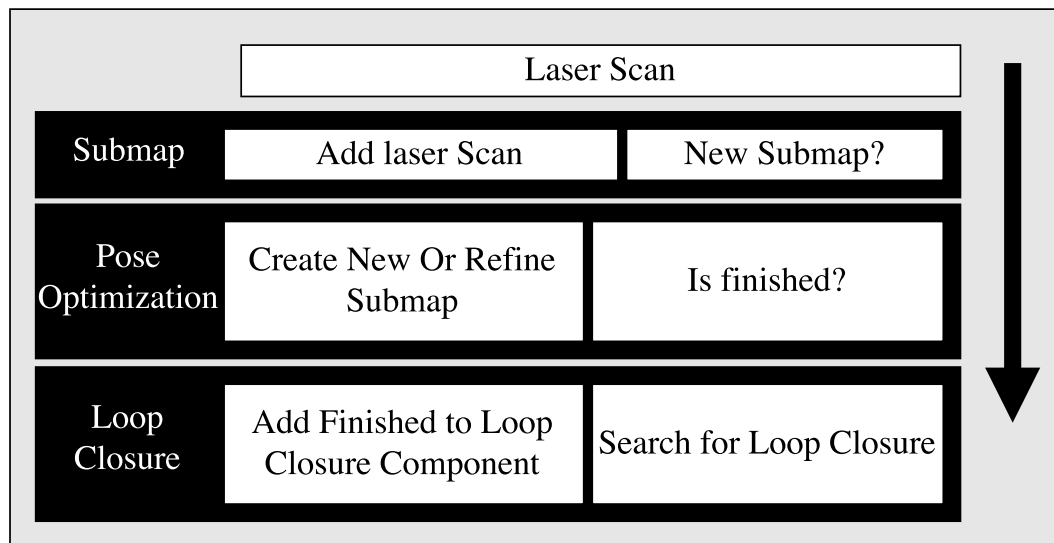 Laser Scan
Submap
Add laser Scan
New Submap?
Pose
Optimization
Create New Or Refine
Submap
Is finished?
Loop
Closure
Add Finished to Loop
Closure Component
Search for Loop Closure